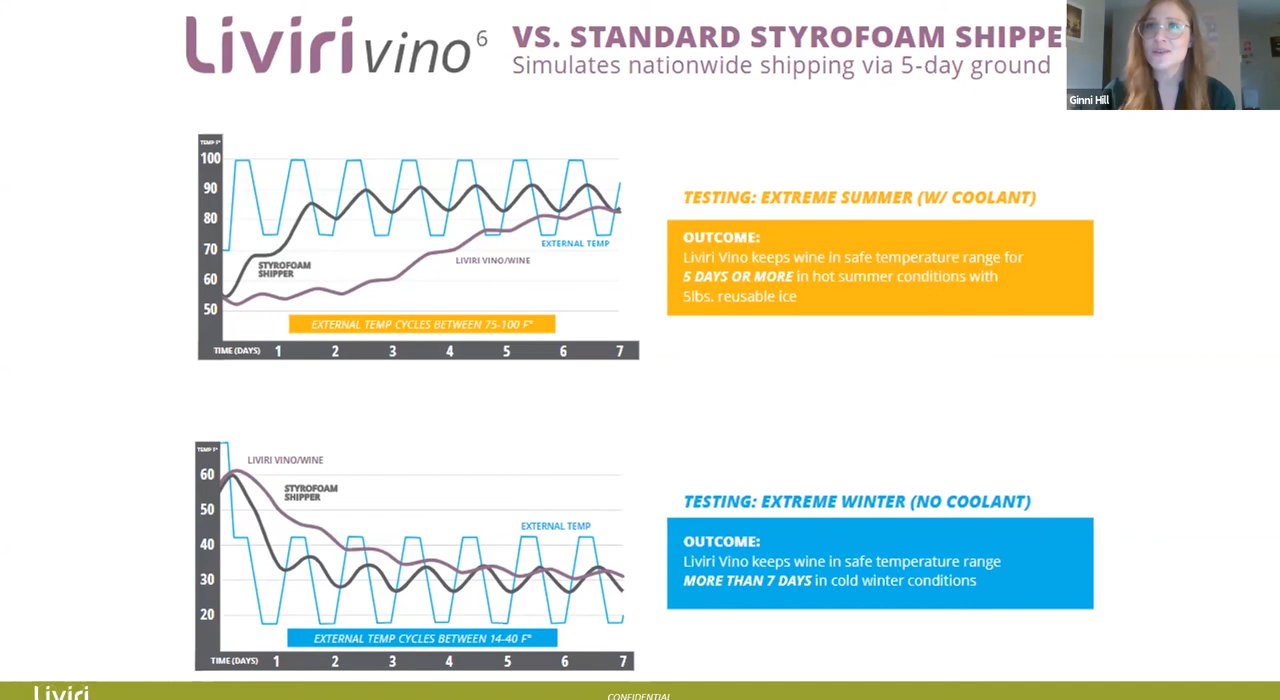 Liviri vino 6
VS. STANDARD STYROFOAM SHIPPE
Simulates nationwide shipping via 5-day ground
Ginni Hill
TEMP F°
100
90
80
70
60
50
STYROFOAM
SHIPPER
EXTERNAL TEMP
LIVIRI VINO/WINE
EXTERNAL TEMP CYCLES BETWEEN 75-100 F°
TIME (DAYS) 1 2 3 4 5 6 7
TESTING: EXTREME SUMMER (W/ COOLANT)
OUTCOME:
Liviri Vino keeps wine in safe temperature range for
5 DAYS OR MORE in hot summer conditions with
5lbs. reusable ice
TEMP F°
60
50
40
30
20
LIVIRI VINO/WINE
STYROFOAM
SHIPPER
EXTERNAL TEMP
EXTERNAL TEMP CYCLES BETWEEN 14-40 F°
TIME (DAYS) 1 2 3 4 5 6 7
TESTING: EXTREME WINTER (NO COOLANT)
OUTCOME:
Liviri Vino keeps wine in safe temperature range
MORE THAN 7 DAYS in cold winter conditions
Liviri
CONFIDENTIAL